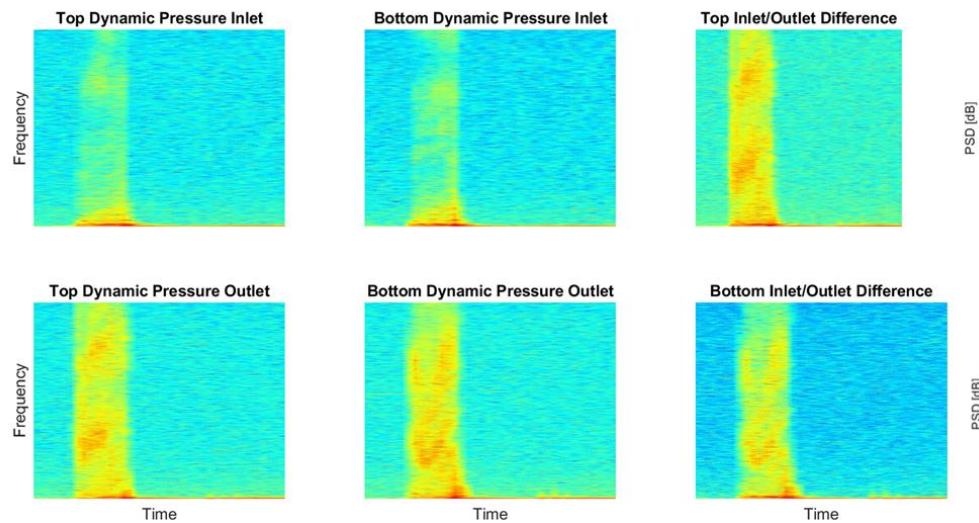 Top Dynamic Pressure Inlet
Bottom Dynamic Pressure Inlet
Top Inlet/Outlet Difference
Frequency
PSD [dB]
Top Dynamic Pressure Outlet
Bottom Dynamic Pressure Outlet
Bottom Inlet/Outlet Difference
Frequency
PSD [dB]
Time
Time
Time